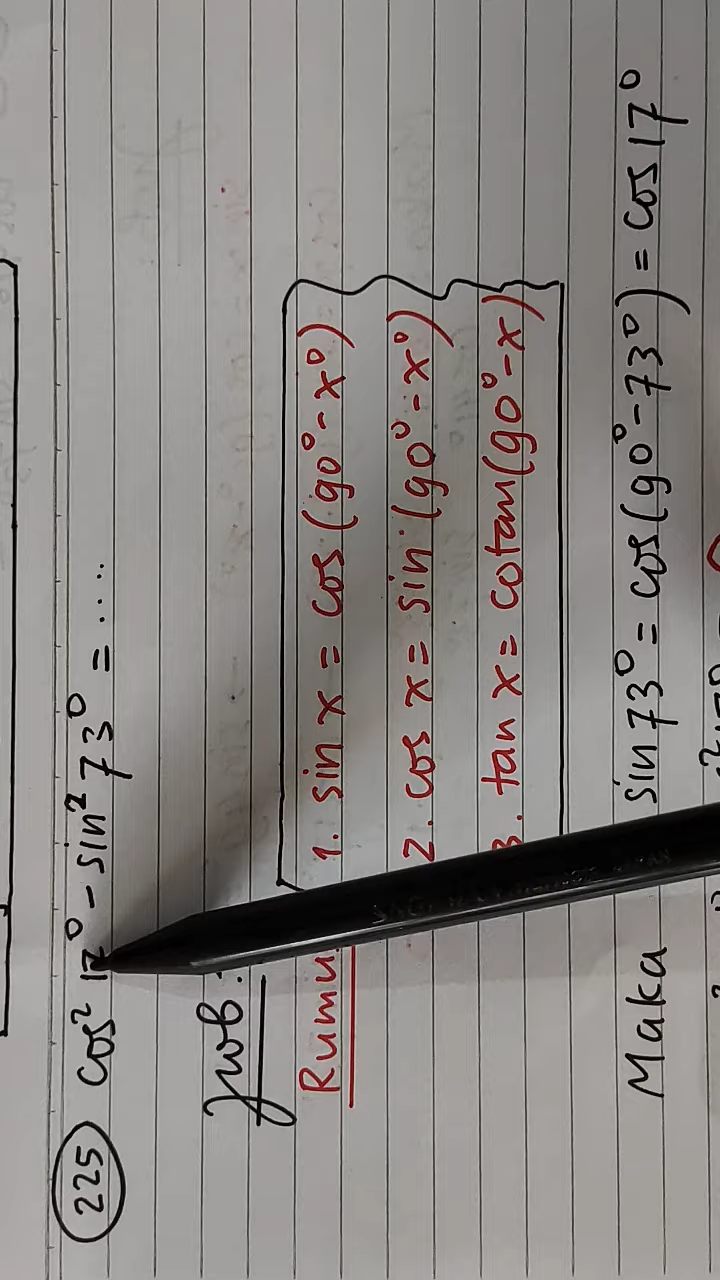 225 cos² 17° - sin² 73° = ....
Jwb:
Rumu
1. sin x = cos (90° - x°)
2. cos x = sin (90° - x°)
3. tan x = cotan (90° - x)
Maka sin 73° = cos (90° - 73°) = cos 17°